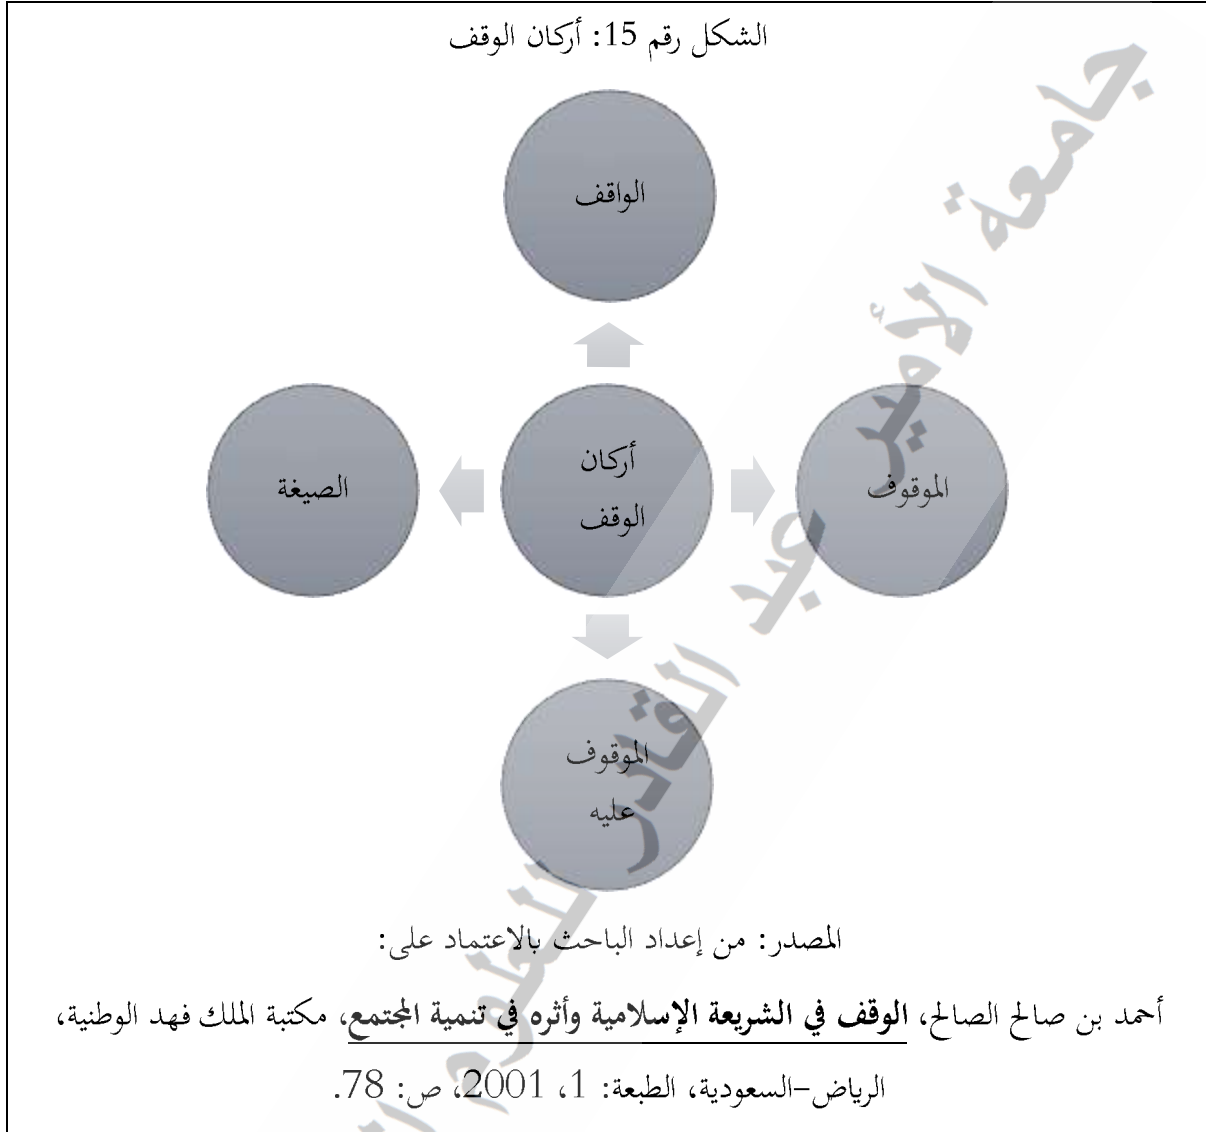 الشكل رقم 15: أركان الوقف
الواقف
الموقوف
أركان
الوقف
الصيغة
الموقوف
عليه
المصدر: من إعداد الباحث بالاعتماد على:
أحمد بن صالح الصالح، الوقف في الشريعة الإسلامية وأثره في تنمية المجتمع، مكتبة الملك فهد الوطنية،
الرياض-السعودية، الطبعة: 1، 2001، ص: 78.
جامعة الأمير عبد القادر للعلوم